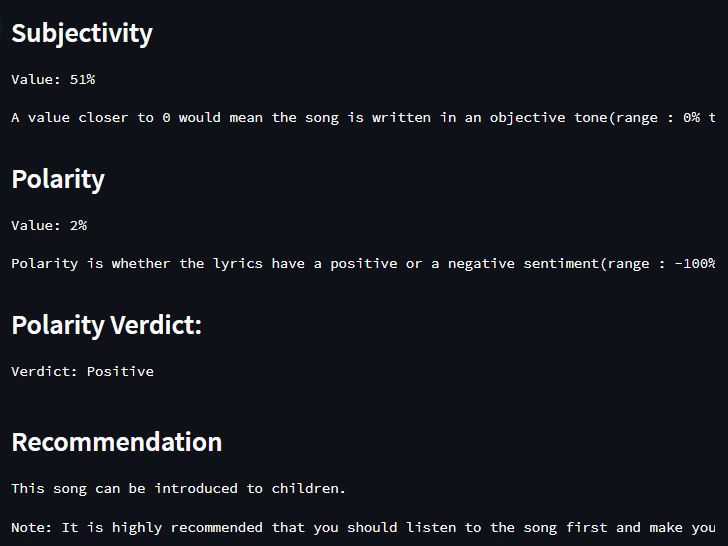 Subjectivity
Value: 51%
A value closer to 0 would mean the song is written in an objective tone(range : 0% t
Polarity
Value: 2%
Polarity is whether the lyrics have a positive or a negative sentiment(range : -100%
Polarity Verdict:
Verdict: Positive
Recommendation
This song can be introduced to children.
Note: It is highly recommended that you should listen to the song first and make you